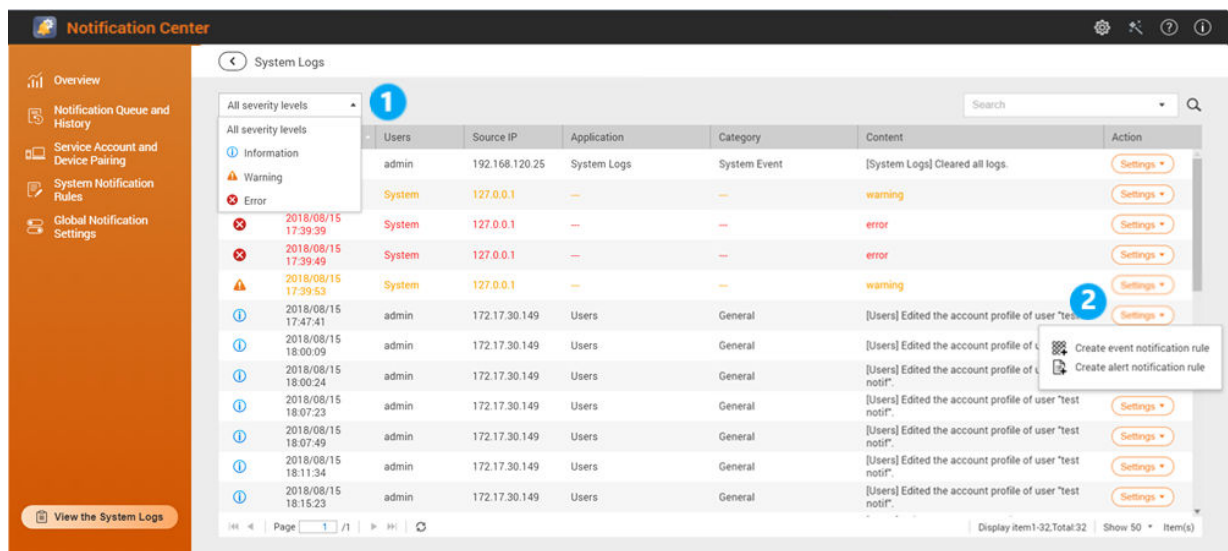 Notification Center
System Logs
Overview
Notification Queue and
History
Service Account and
Device Pairing
System Notification
Rules
Global Notification
Settings
View the System Logs
All severity levels
1
Search
All severity levels
Information
Warning
Error
Users Source IP Application Category Content Action
admin 192.168.120.25 System Logs System Event [System Logs] Cleared all logs. Settings
System 127.0.0.1 --- --- warning Settings
2018/08/15
17:39:39 System 127.0.0.1 --- --- error Settings
2018/08/15
17:39:49 System 127.0.0.1 --- --- error Settings
2018/08/15
17:39:53 System 127.0.0.1 --- --- warning Settings
2
2018/08/15
17:47:41 admin 172.17.30.149 Users General [Users] Edited the account profile of user "test Settings
Create event notification rule
Create alert notification rule
2018/08/15
18:00:09 admin 172.17.30.149 Users General [Users] Edited the account profile of
2018/08/15
18:00:24 admin 172.17.30.149 Users General [Users] Edited the account profile of
notif".
2018/08/15
18:07:23 admin 172.17.30.149 Users General [Users] Edited the account profile of user "test
notif". Settings
2018/08/15
18:07:49 admin 172.17.30.149 Users General [Users] Edited the account profile of user "test
notif". Settings
2018/08/15
18:11:34 admin 172.17.30.149 Users General [Users] Edited the account profile of user "test
notif". Settings
2018/08/15
18:15:23 admin 172.17.30.149 Users General [Users] Edited the account profile of user "test
notif". Settings
Page 1 /1
Display item1-32,Total:32 Show 50 Item(s)